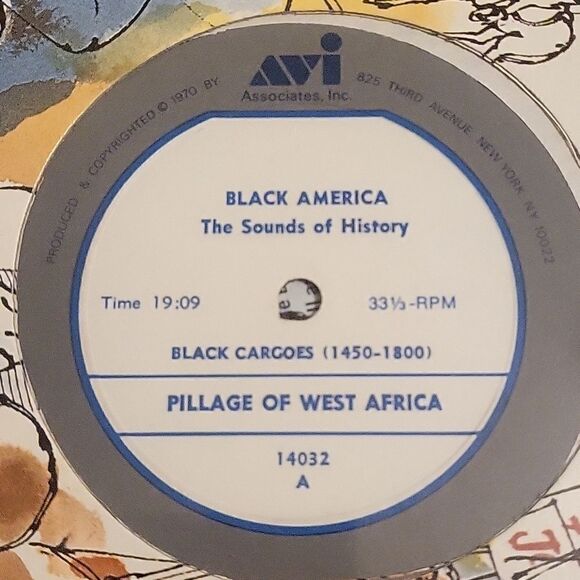 PRODUCED & COPYRIGHTED © 1970 BY
avi
Associates, Inc.
825 THIRD AVENUE NEW YORK NY 10022
BLACK AMERICA
The Sounds of History
Time 19:09
33⅓-RPM
BLACK CARGOES (1450-1800)
PILLAGE OF WEST AFRICA
14032
A